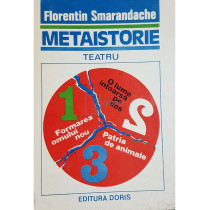 Florentin Smarandache
METAISTORIE
TEATRU
1
Formarea
omului
nou
2
O lume
întoarsă
pe
dos
3
Patria
de animale
EDITURA DORIS